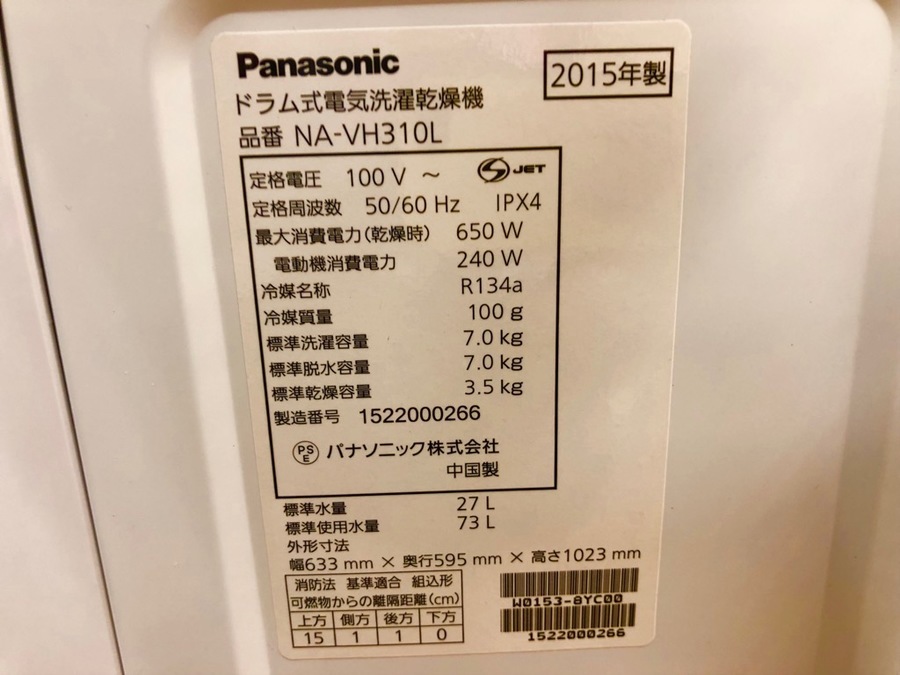 Panasonic
2015年製
ドラム式電気洗濯乾燥機
品番 NA-VH310L
定格電圧 100 V ～ S JET
定格周波数 50/60 Hz IPX4
最大消費電力(乾燥時) 650 W
電動機消費電力 240 W
冷媒名称 R134a
冷媒質量 100 g
標準洗濯容量 7.0 kg
標準脱水容量 7.0 kg
標準乾燥容量 3.5 kg
製造番号 1522000266
PSE パナソニック株式会社
中国製
標準水量 27 L
標準使用水量 73 L
外形寸法
幅633 mm × 奥行595 mm × 高さ1023 mm
消防法 基準適合 組込形
可燃物からの離隔距離(cm)
上方 側方 後方 下方
15 1 1 0
W0153-8YC00
1522000266